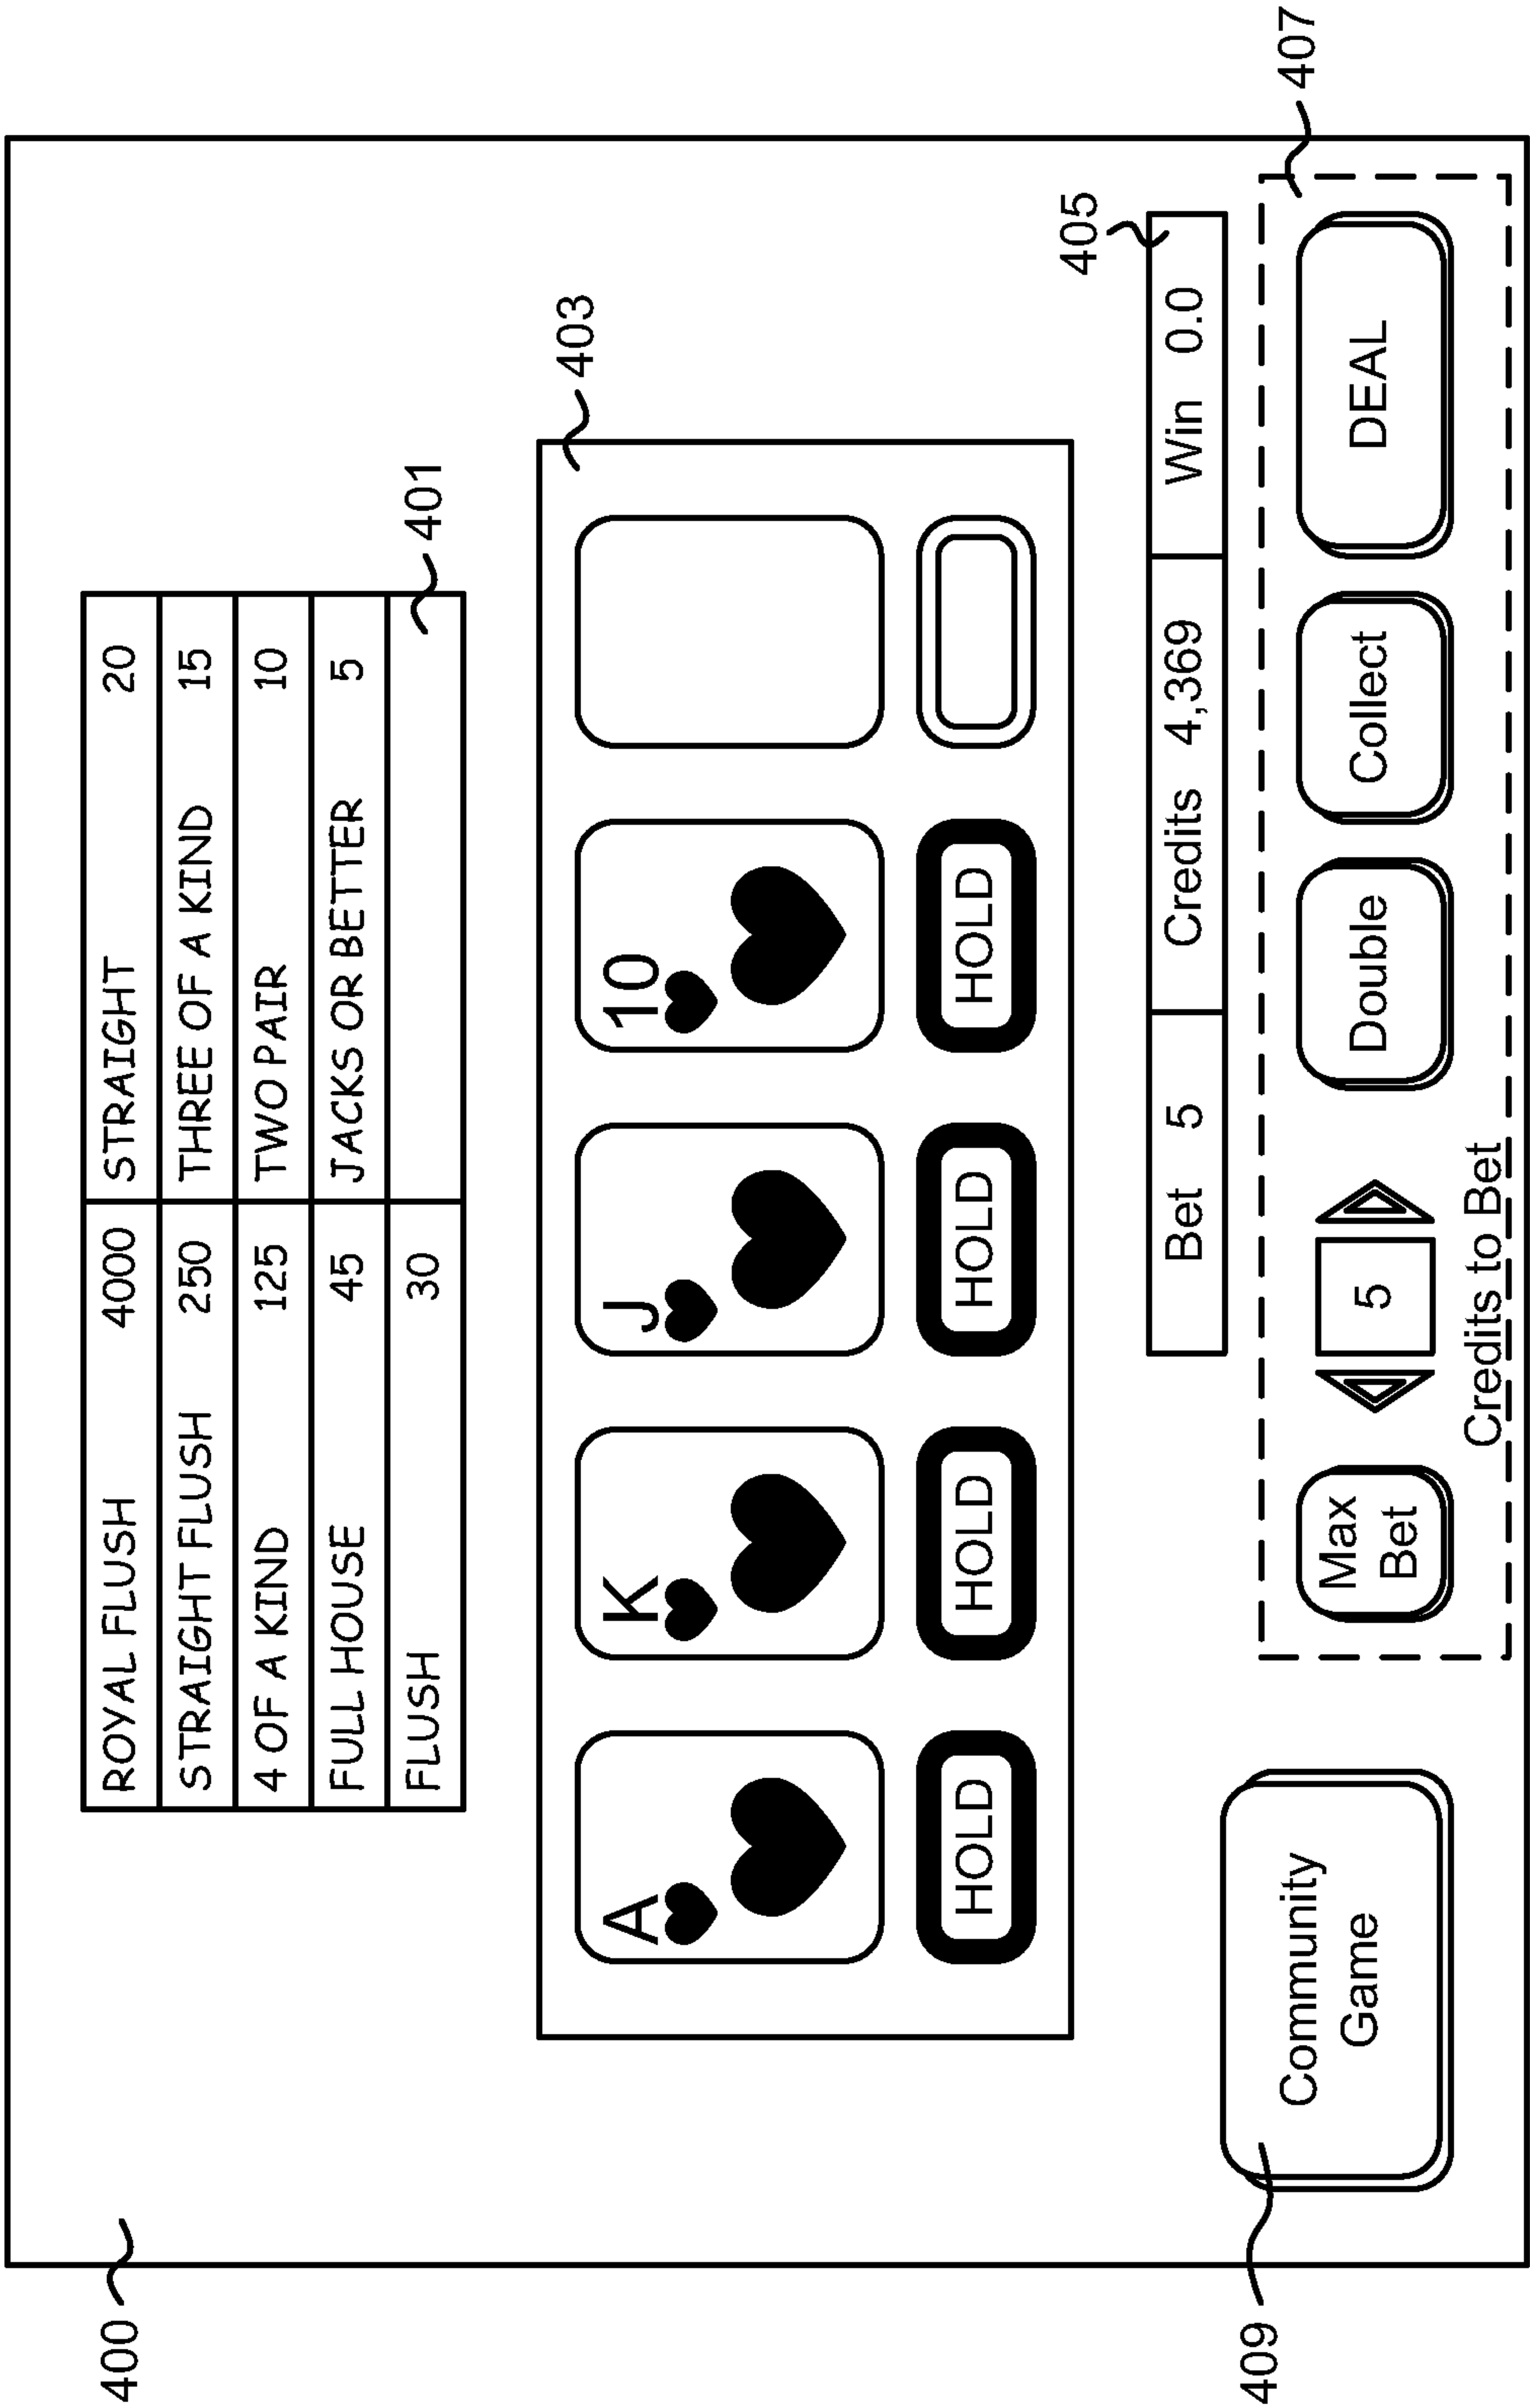 400
ROYAL FLUSH 4000 STRAIGHT 20
STRAIGHT FLUSH 250 THREE OF A KIND 15
4 OF A KIND 125 TWO PAIR 10
FULL HOUSE 45 JACKS OR BETTER 5
FLUSH 30
401
403
A K J 10
HOLD HOLD HOLD HOLD
405
Bet 5 Credits 4,369 Win 0.0
407
409
Community
Game
Max
Bet
5
Credits to Bet
Double
Collect
DEAL